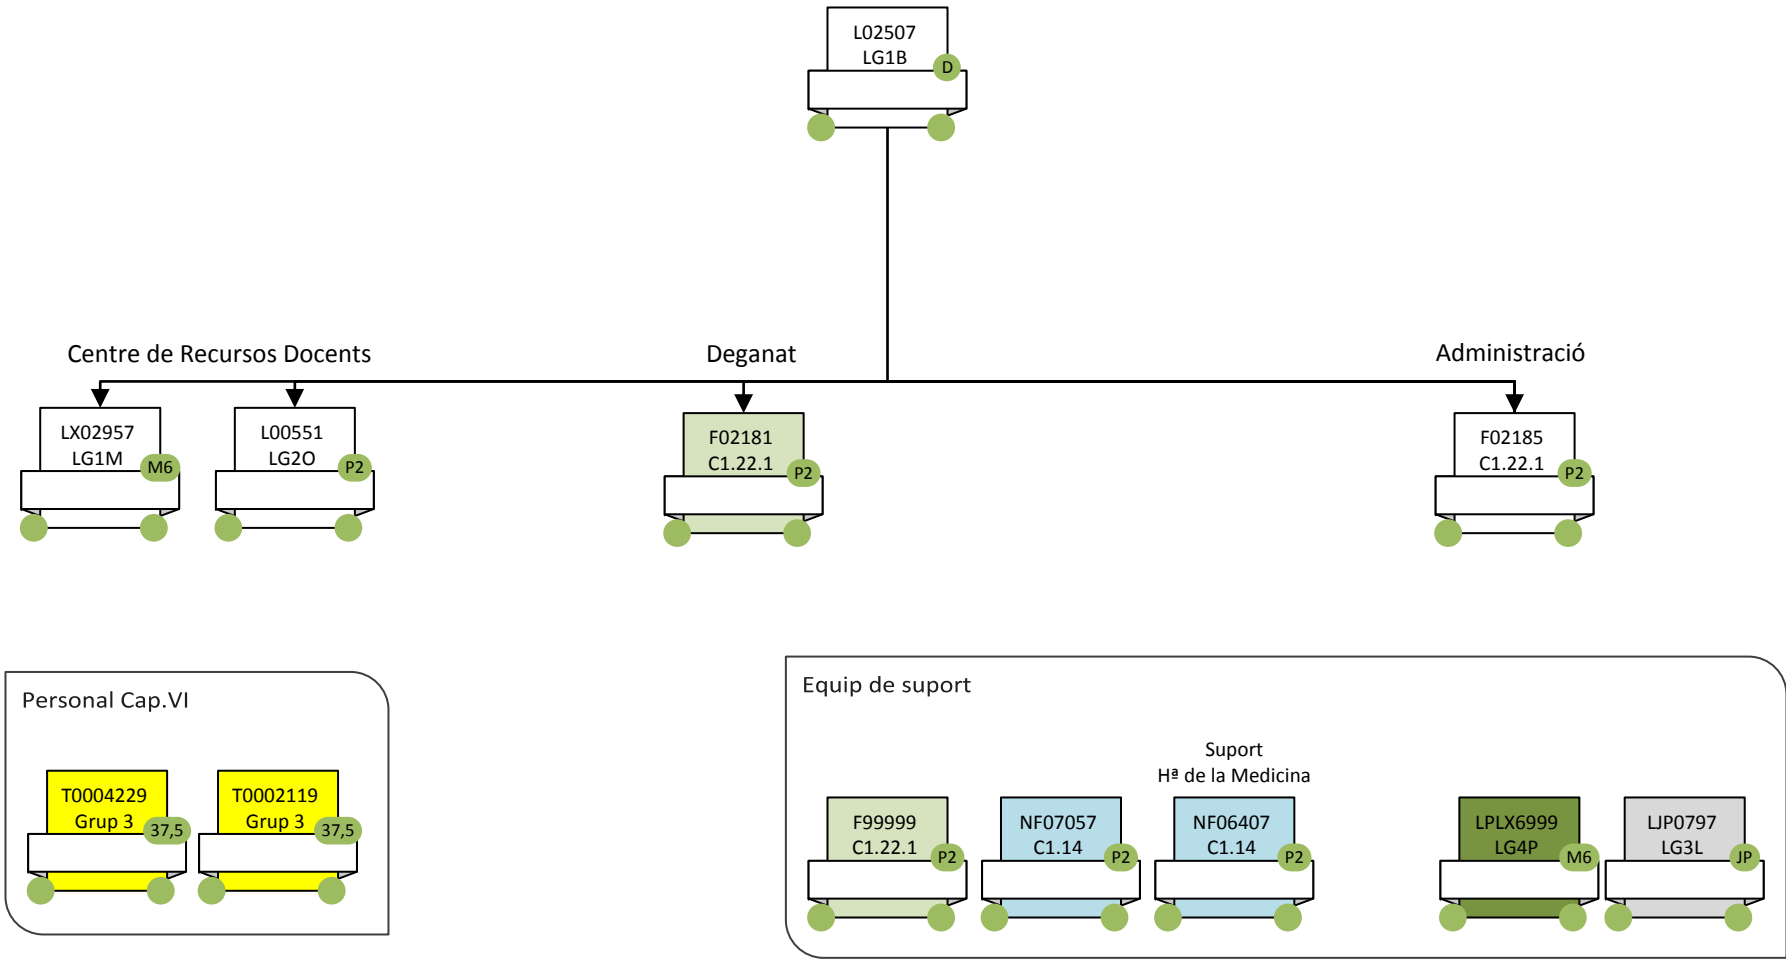 L02507
LG1B
D
Centre de Recursos Docents
Deganat
Administració
LX02957
LG1M
M6
L00551
LG2O
P2
F02181
C1.22.1
P2
F02185
C1.22.1
P2
Personal Cap.VI
T0004229
Grup 3
37,5
T0002119
Grup 3
37,5
Equip de suport
F99999
C1.22.1
P2
NF07057
C1.14
P2
Suport
Hª de la Medicina
NF06407
C1.14
P2
LPLX6999
LG4P
M6
LJP0797
LG3L
JP